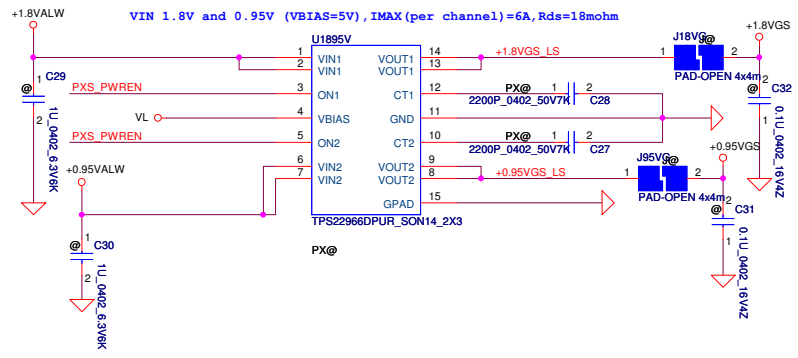 VIN 1.8V and 0.95V (VBIAS=5V),IMAX(per channel)=6A,Rds=18mohm
+1.8VALW
U1895V
J18VG
@
+1.8VGS
1 VIN1 VOUT1 14 +1.8VGS_LS 1 2
2 VIN1 VOUT1 13
PAD-OPEN 4x4m
@ 1 C29 2
1U_0402_6.3V6K
PXS_PWREN 3 ON1 CT1 12 PX@ 1 2
2200P_0402_50V7K C28
@ 2 C32 1
0.1U_0402_16V4Z
VL 4 VBIAS GND 11
PXS_PWREN 5 ON2 CT2 10 PX@ 1 2
2200P_0402_50V7K C27
+0.95VALW
J95VG
@
+0.95VGS
6 VIN2 VOUT2 9
7 VIN2 VOUT2 8 +0.95VGS_LS 1 2
PAD-OPEN 4x4m
GPAD 15
TPS22966DPUR_SON14_2X3
@ 1 C30 2
1U_0402_6.3V6K
@ 2 C31 1
0.1U_0402_16V4Z
PX@